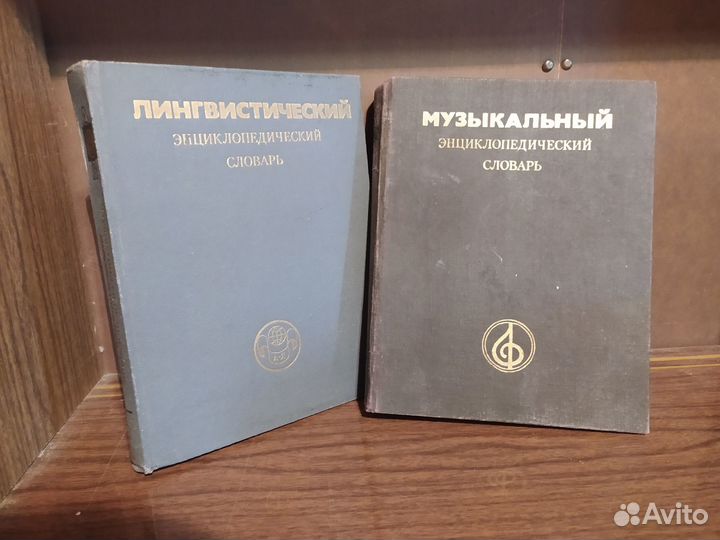 ЛИНГВИСТИЧЕСКИЙ
ЭНЦИКЛОПЕДИЧЕСКИЙ
СЛОВАРЬ
МУЗЫКАЛЬНЫЙ
ЭНЦИКЛОПЕДИЧЕСКИЙ
СЛОВАРЬ
Avito